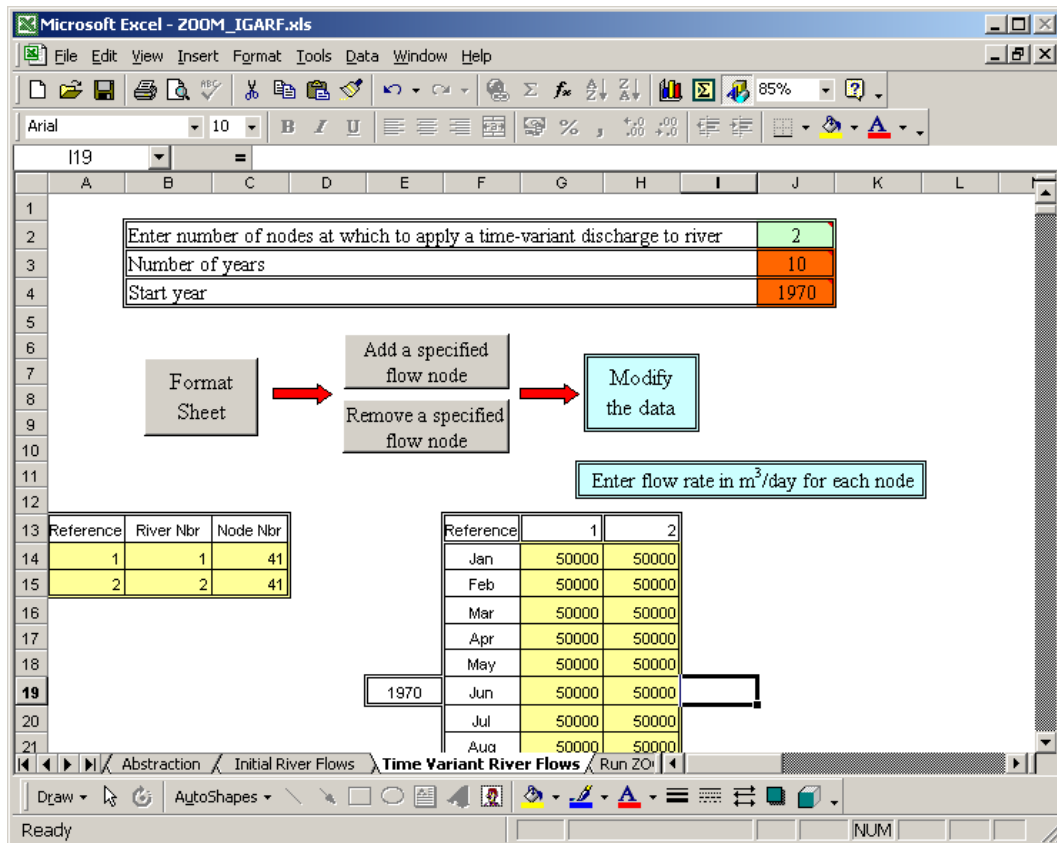 Microsoft Excel - ZOOM_IGARF.xls
File Edit View Insert Format Tools Data Window Help
85%
Arial 10 B I U
I19 =
A B C D E F G H I J K L
1
2 Enter number of nodes at which to apply a time-variant discharge to river 2
3 Number of years 10
4 Start year 1970
5
6
7
8
9
10
11
12
Format
Sheet
Add a specified
flow node
Remove a specified
flow node
Modify
the data
Enter flow rate in m³/day for each node
13 Reference River Nbr Node Nbr Reference 1 2
14 1 1 41 Jan 50000 50000
15 2 2 41 Feb 50000 50000
16 Mar 50000 50000
17 Apr 50000 50000
18 May 50000 50000
19 1970 Jun 50000 50000
20 Jul 50000 50000
21 Aug 50000 50000
Abstraction Initial River Flows Time Variant River Flows Run ZO
Draw AutoShapes
Ready NUM